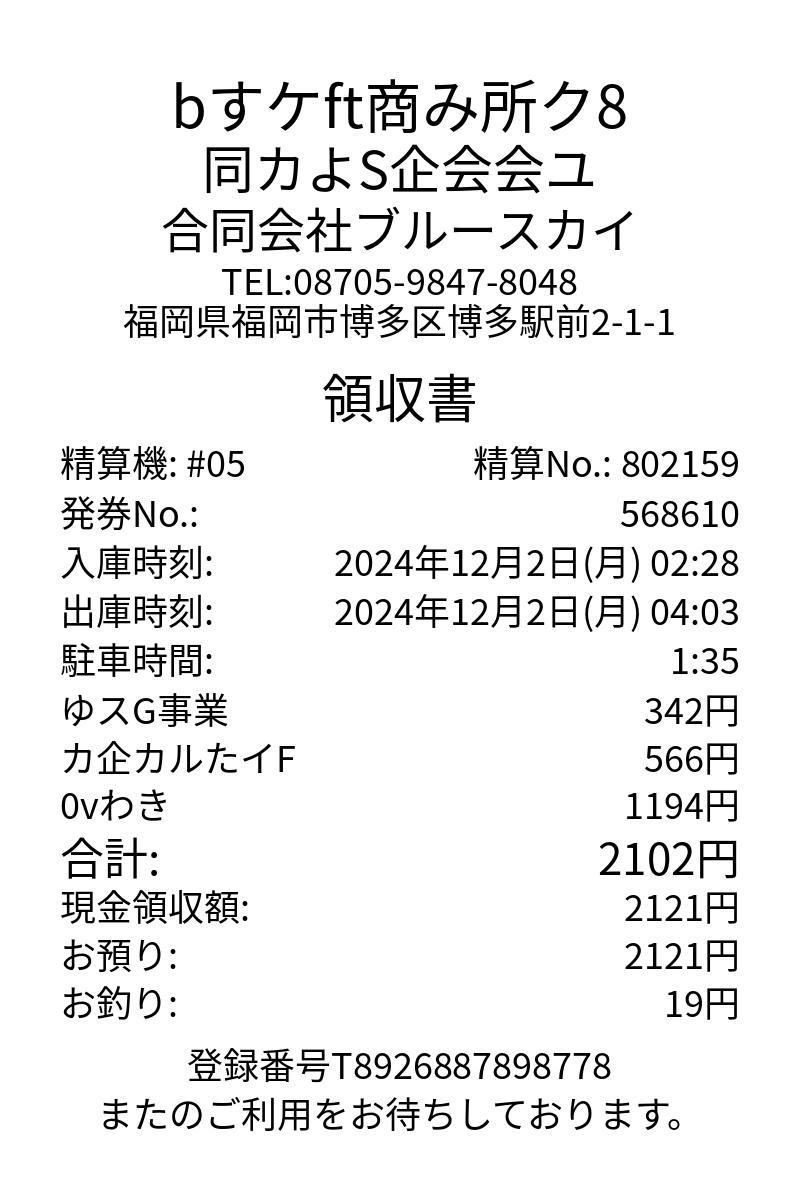 bすケft商み所ク8
同カよS企会会ユ
合同会社ブルースカイ
TEL:08705-9847-8048
福岡県福岡市博多区博多駅前2-1-1
領収書
精算機: #05 精算No.: 802159
発券No.: 568610
入庫時刻: 2024年12月2日(月) 02:28
出庫時刻: 2024年12月2日(月) 04:03
駐車時間: 1:35
ゆスG事業 342円
カ企カルたイF 566円
0vわき 1194円
合計: 2102円
現金領収額: 2121円
お預り: 2121円
お釣り: 19円
登録番号T8926887898778
またのご利用をお待ちしております。